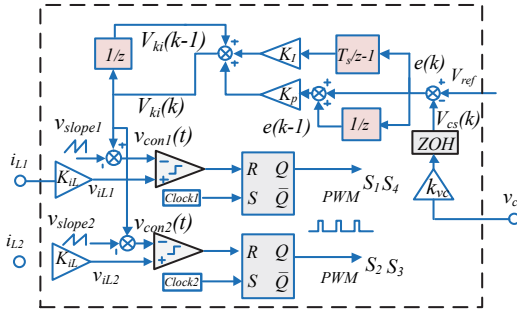 1/z
V_ki(k-1)
K_I
T_s/z-1
e(k)
V_ref
K_p
V_ki(k)
e(k-1)
1/z
V_cs(k)
ZOH
v_slope1
v_con1(t)
i_L1
K_iL
v_iL1
R Q
S Q̅
Clock1
PWM
S_1 S_4
k_vc
v_c
v_slope2
v_con2(t)
i_L2
K_iL
v_iL2
R Q
S Q̅
Clock2
PWM
S_2 S_3